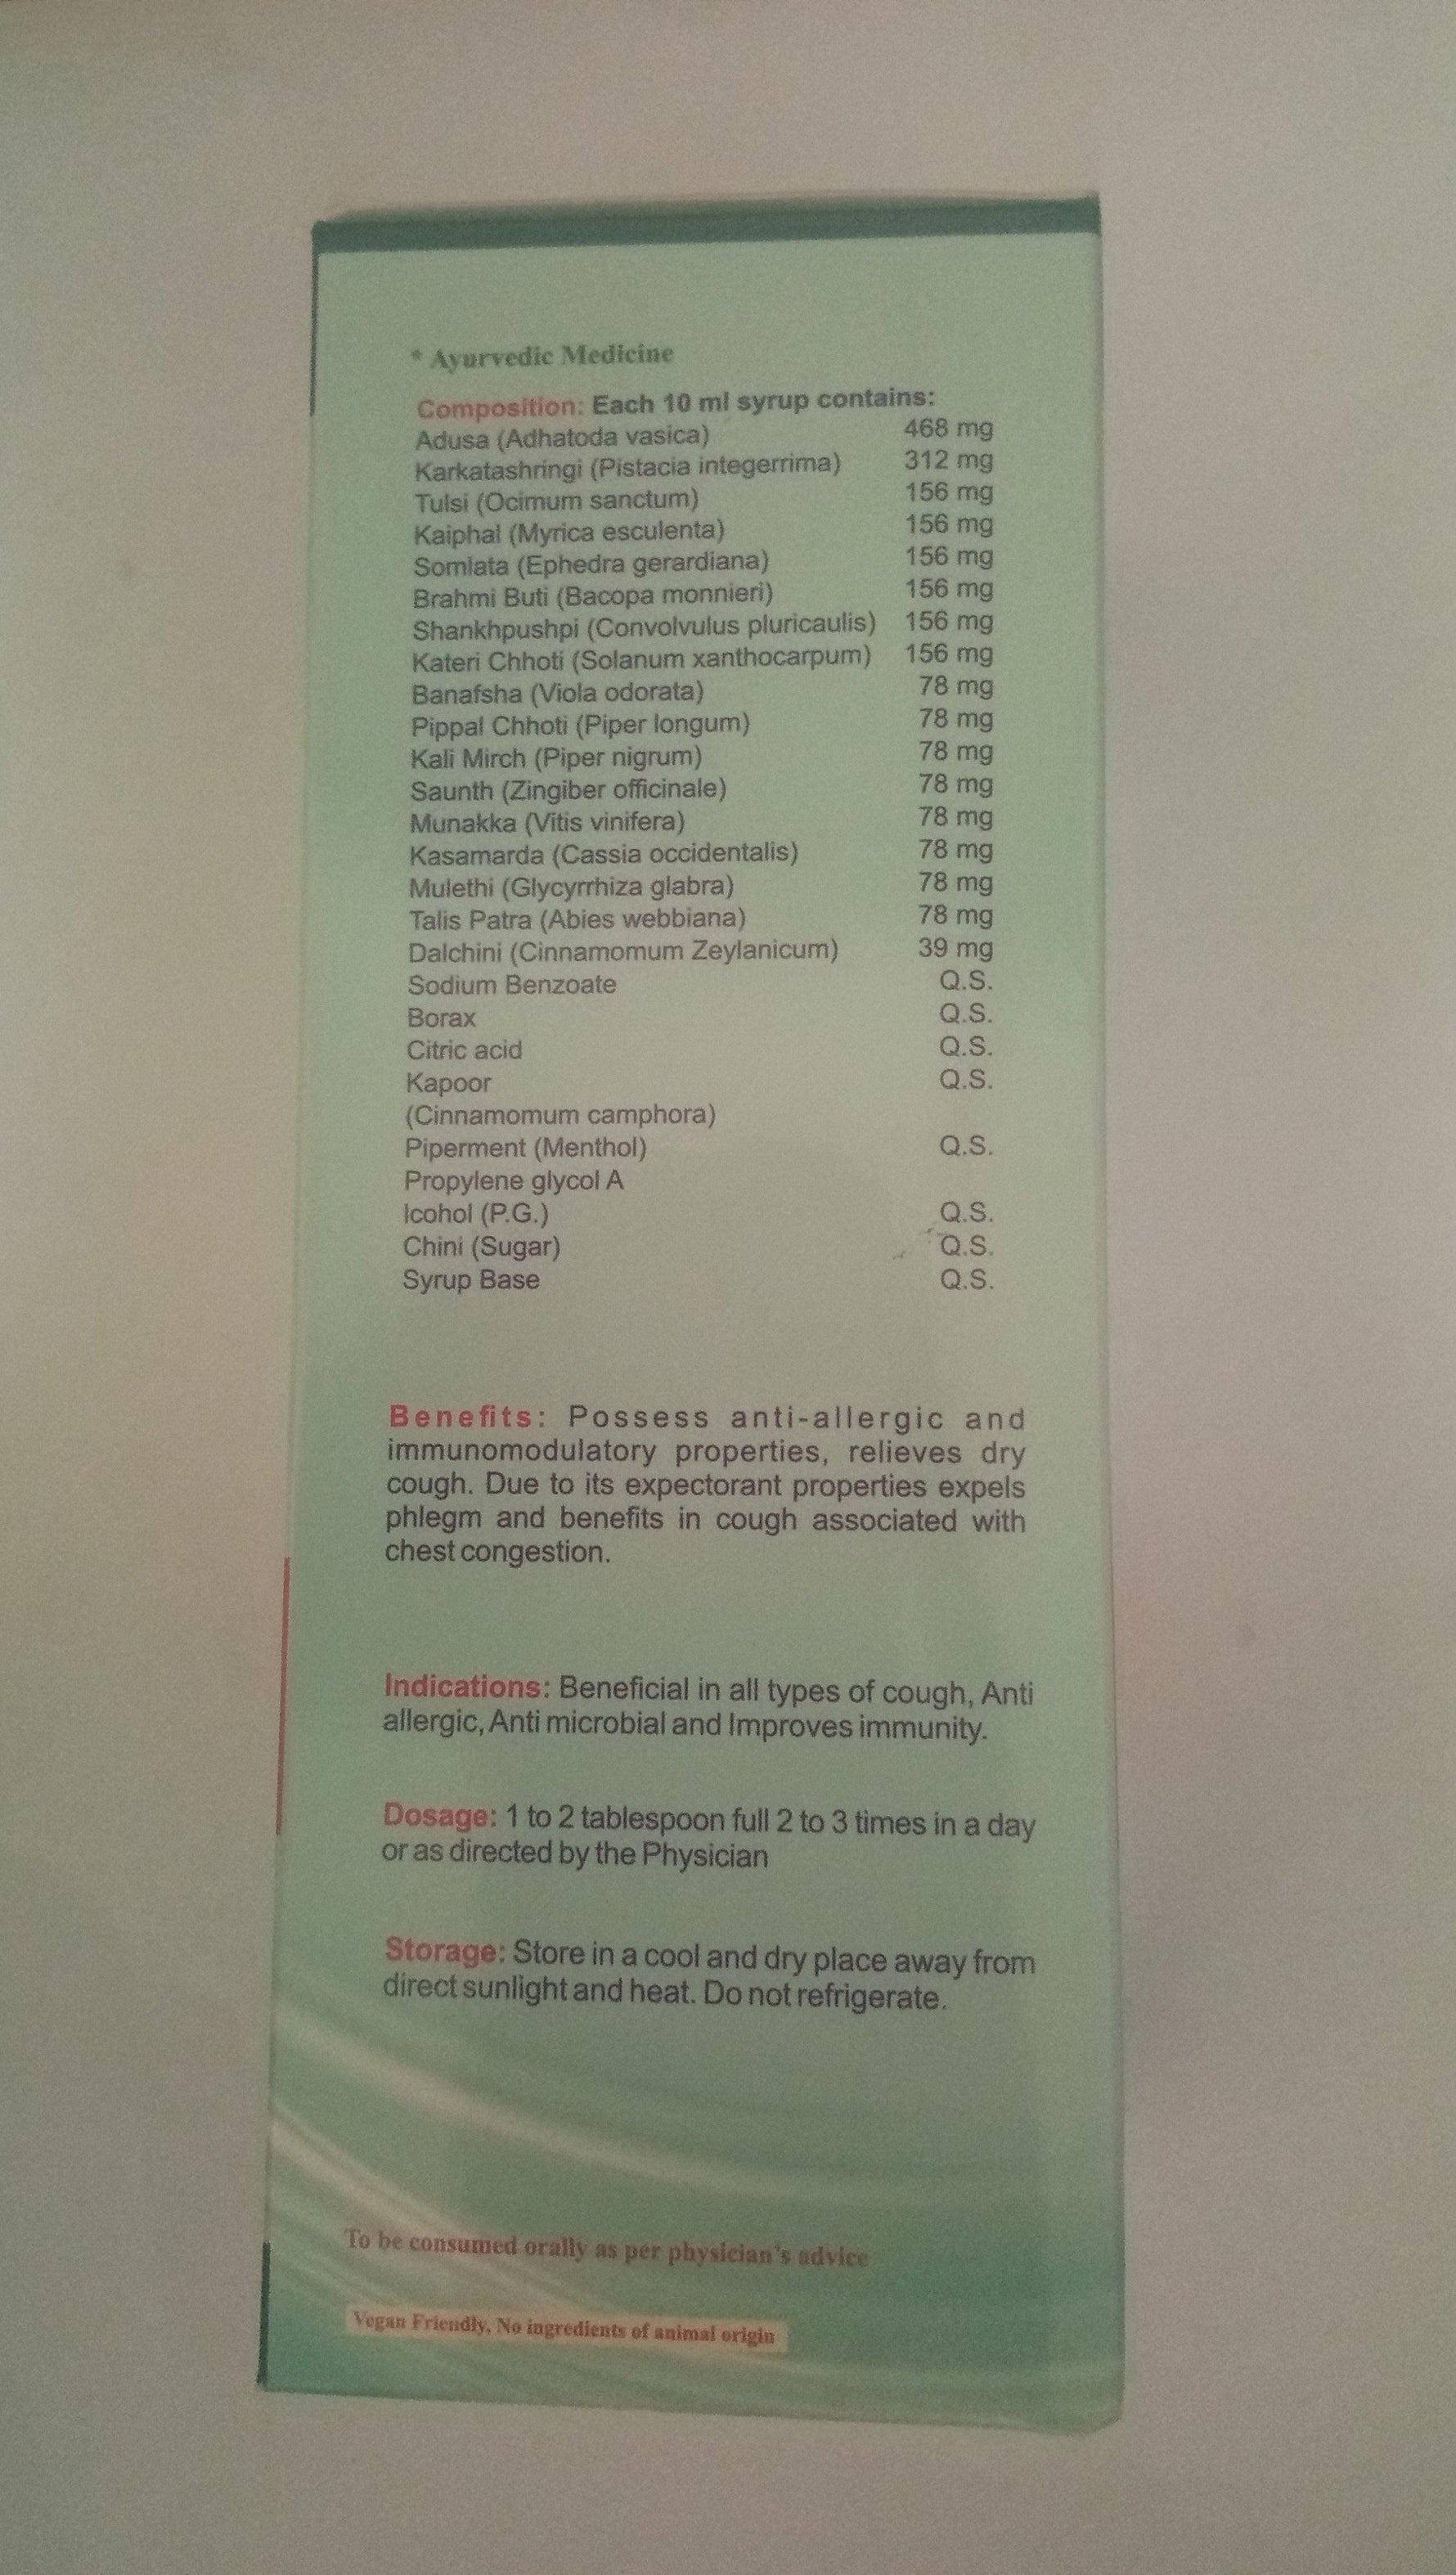 * Ayurvedic Medicine
Composition: Each 10 ml syrup contains:
Adusa (Adhatoda vasica) 468 mg
Karkatashringi (Pistacia integerrima) 312 mg
Tulsi (Ocimum sanctum) 156 mg
Kaiphal (Myrica esculenta) 156 mg
Somlata (Ephedra gerardiana) 156 mg
Brahmi Buti (Bacopa monnieri) 156 mg
Shankhpushpi (Convolvulus pluricaulis) 156 mg
Kateri Chhoti (Solanum xanthocarpum) 156 mg
Banafsha (Viola odorata) 78 mg
Pippal Chhoti (Piper longum) 78 mg
Kali Mirch (Piper nigrum) 78 mg
Saunth (Zingiber officinale) 78 mg
Munakka (Vitis vinifera) 78 mg
Kasamarda (Cassia occidentalis) 78 mg
Mulethi (Glycyrrhiza glabra) 78 mg
Talis Patra (Abies webbiana) 78 mg
Dalchini (Cinnamomum Zeylanicum) 39 mg
Sodium Benzoate Q.S.
Borax Q.S.
Citric acid Q.S.
Kapoor Q.S.
(Cinnamomum camphora)
Piperment (Menthol) Q.S.
Propylene glycol A
lcohol (P.G.) Q.S.
Chini (Sugar) Q.S.
Syrup Base Q.S.
Benefits: Possess anti-allergic and
immunomodulatory properties, relieves dry
cough. Due to its expectorant properties expels
phlegm and benefits in cough associated with
chest congestion.
Indications: Beneficial in all types of cough, Anti
allergic, Anti microbial and Improves immunity.
Dosage: 1 to 2 tablespoon full 2 to 3 times in a day
or as directed by the Physician
Storage: Store in a cool and dry place away from
direct sunlight and heat. Do not refrigerate.
To be consumed orally as per physician's advice
Vegan Friendly, No ingredients of animal origin